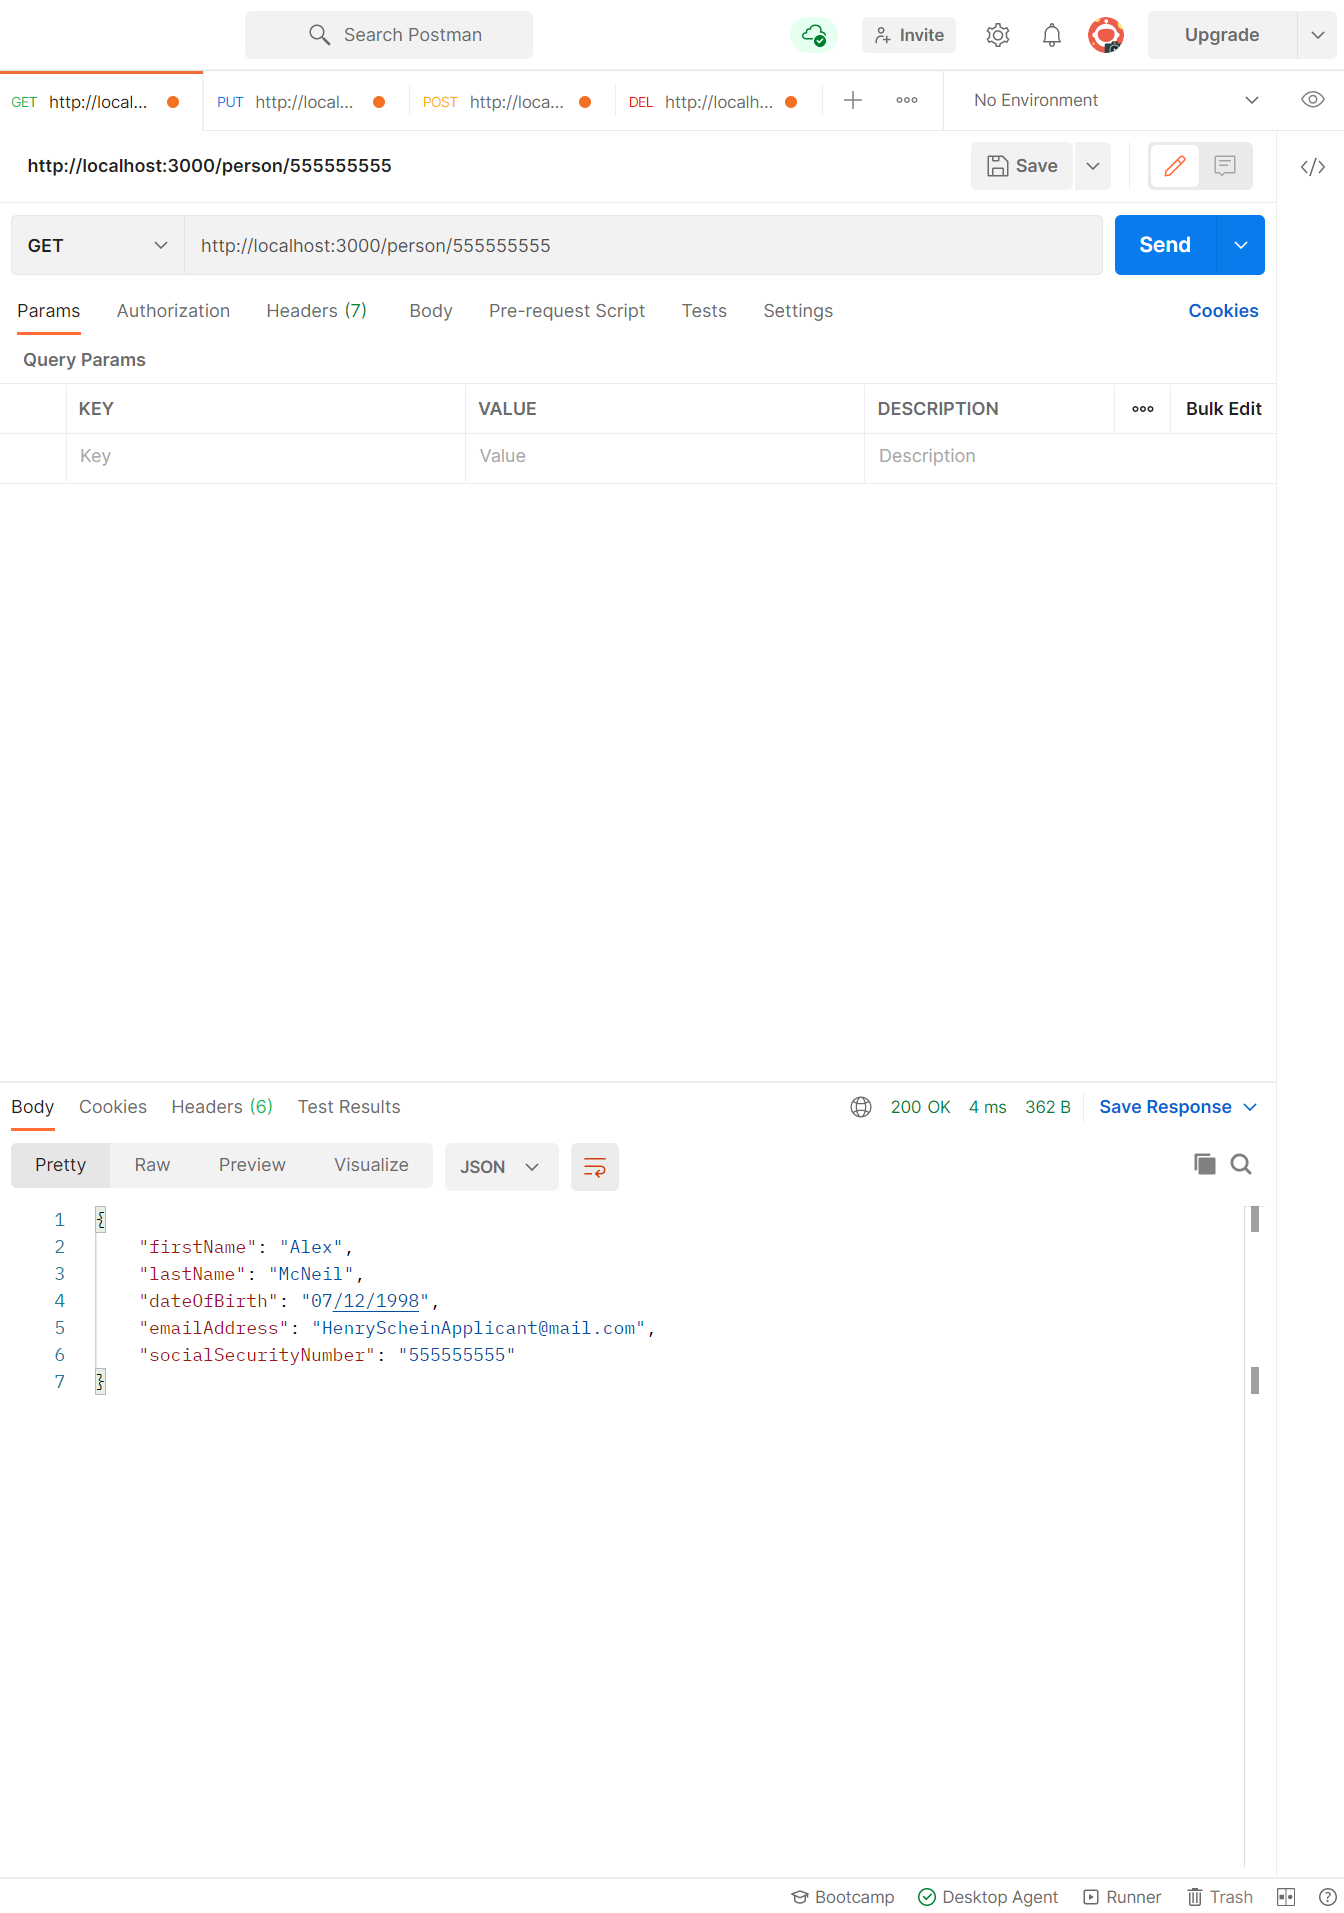 Search Postman
Invite
Upgrade
GET http://local...
PUT http://local...
POST http://loca...
DEL http://localh...
No Environment
http://localhost:3000/person/555555555
Save
</>
GET
http://localhost:3000/person/555555555
Send
Params Authorization Headers (7) Body Pre-request Script Tests Settings Cookies
Query Params
KEY VALUE DESCRIPTION Bulk Edit
Key Value Description
Body Cookies Headers (6) Test Results 200 OK 4 ms 362 B Save Response
Pretty Raw Preview Visualize JSON
1 {
2 "firstName": "Alex",
3 "lastName": "McNeil",
4 "dateOfBirth": "07/12/1998",
5 "emailAddress": "HenryScheinApplicant@mail.com",
6 "socialSecurityNumber": "555555555"
7 }
Bootcamp Desktop Agent Runner Trash